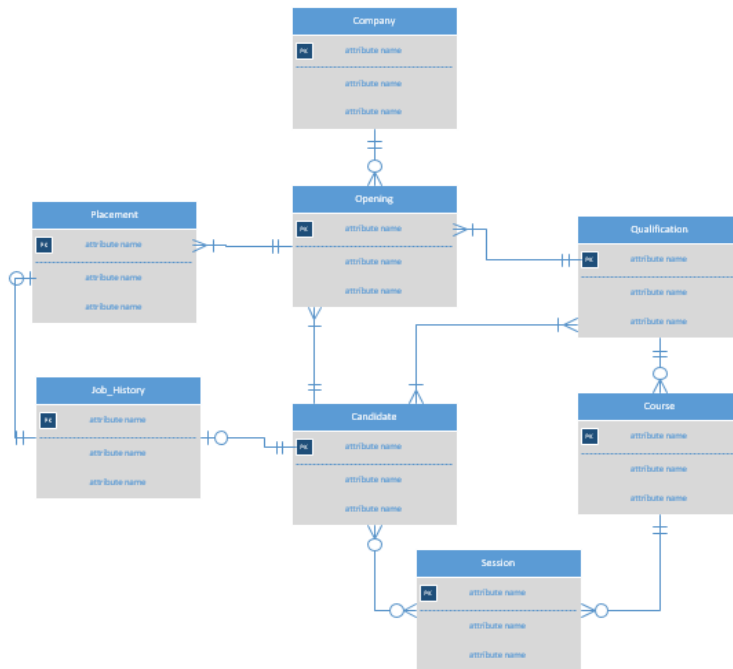 Company
PK attribute name
attribute name
attribute name
Placement
PK attribute name
attribute name
attribute name
Opening
PK attribute name
attribute name
attribute name
Qualification
PK attribute name
attribute name
attribute name
Job_History
PK attribute name
attribute name
attribute name
Candidate
PK attribute name
attribute name
attribute name
Course
PK attribute name
attribute name
attribute name
Session
PK attribute name
attribute name
attribute name